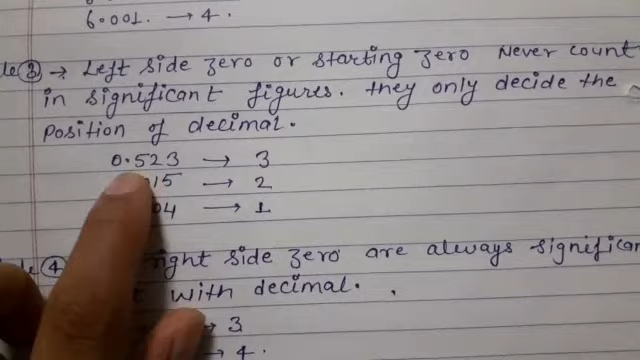 6.001. → 4.
③ → Left side zero or starting zero Never count
in significant figures. they only decide the
position of decimal.
0.523 → 3
15 → 2
04 → 1
④ right side zero are always significan
with decimal.
→ 3
→ 4.